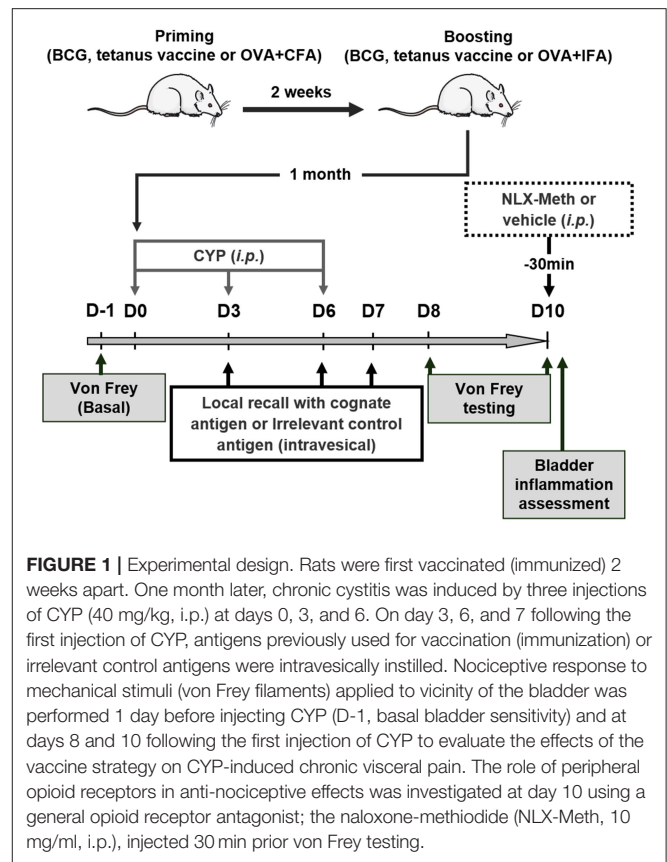 Priming
(BCG, tetanus vaccine or OVA+CFA)
Boosting
(BCG, tetanus vaccine or OVA+IFA)
2 weeks
1 month
NLX-Meth or
vehicle (i.p.)
CYP (i.p.)
-30min
D-1 D0 D3 D6 D7 D8 D10
Von Frey
(Basal)
Local recall with cognate
antigen or Irrelevant control
antigen (intravesical)
Von Frey
testing
Bladder
inflammation
assessment
FIGURE 1 | Experimental design. Rats were first vaccinated (immunized) 2
weeks apart. One month later, chronic cystitis was induced by three injections
of CYP (40 mg/kg, i.p.) at days 0, 3, and 6. On day 3, 6, and 7 following the
first injection of CYP, antigens previously used for vaccination (immunization) or
irrelevant control antigens were intravesically instilled. Nociceptive response to
mechanical stimuli (von Frey filaments) applied to vicinity of the bladder was
performed 1 day before injecting CYP (D-1, basal bladder sensitivity) and at
days 8 and 10 following the first injection of CYP to evaluate the effects of the
vaccine strategy on CYP-induced chronic visceral pain. The role of peripheral
opioid receptors in anti-nociceptive effects was investigated at day 10 using a
general opioid receptor antagonist; the naloxone-methiodide (NLX-Meth, 10
mg/ml, i.p.), injected 30 min prior von Frey testing.